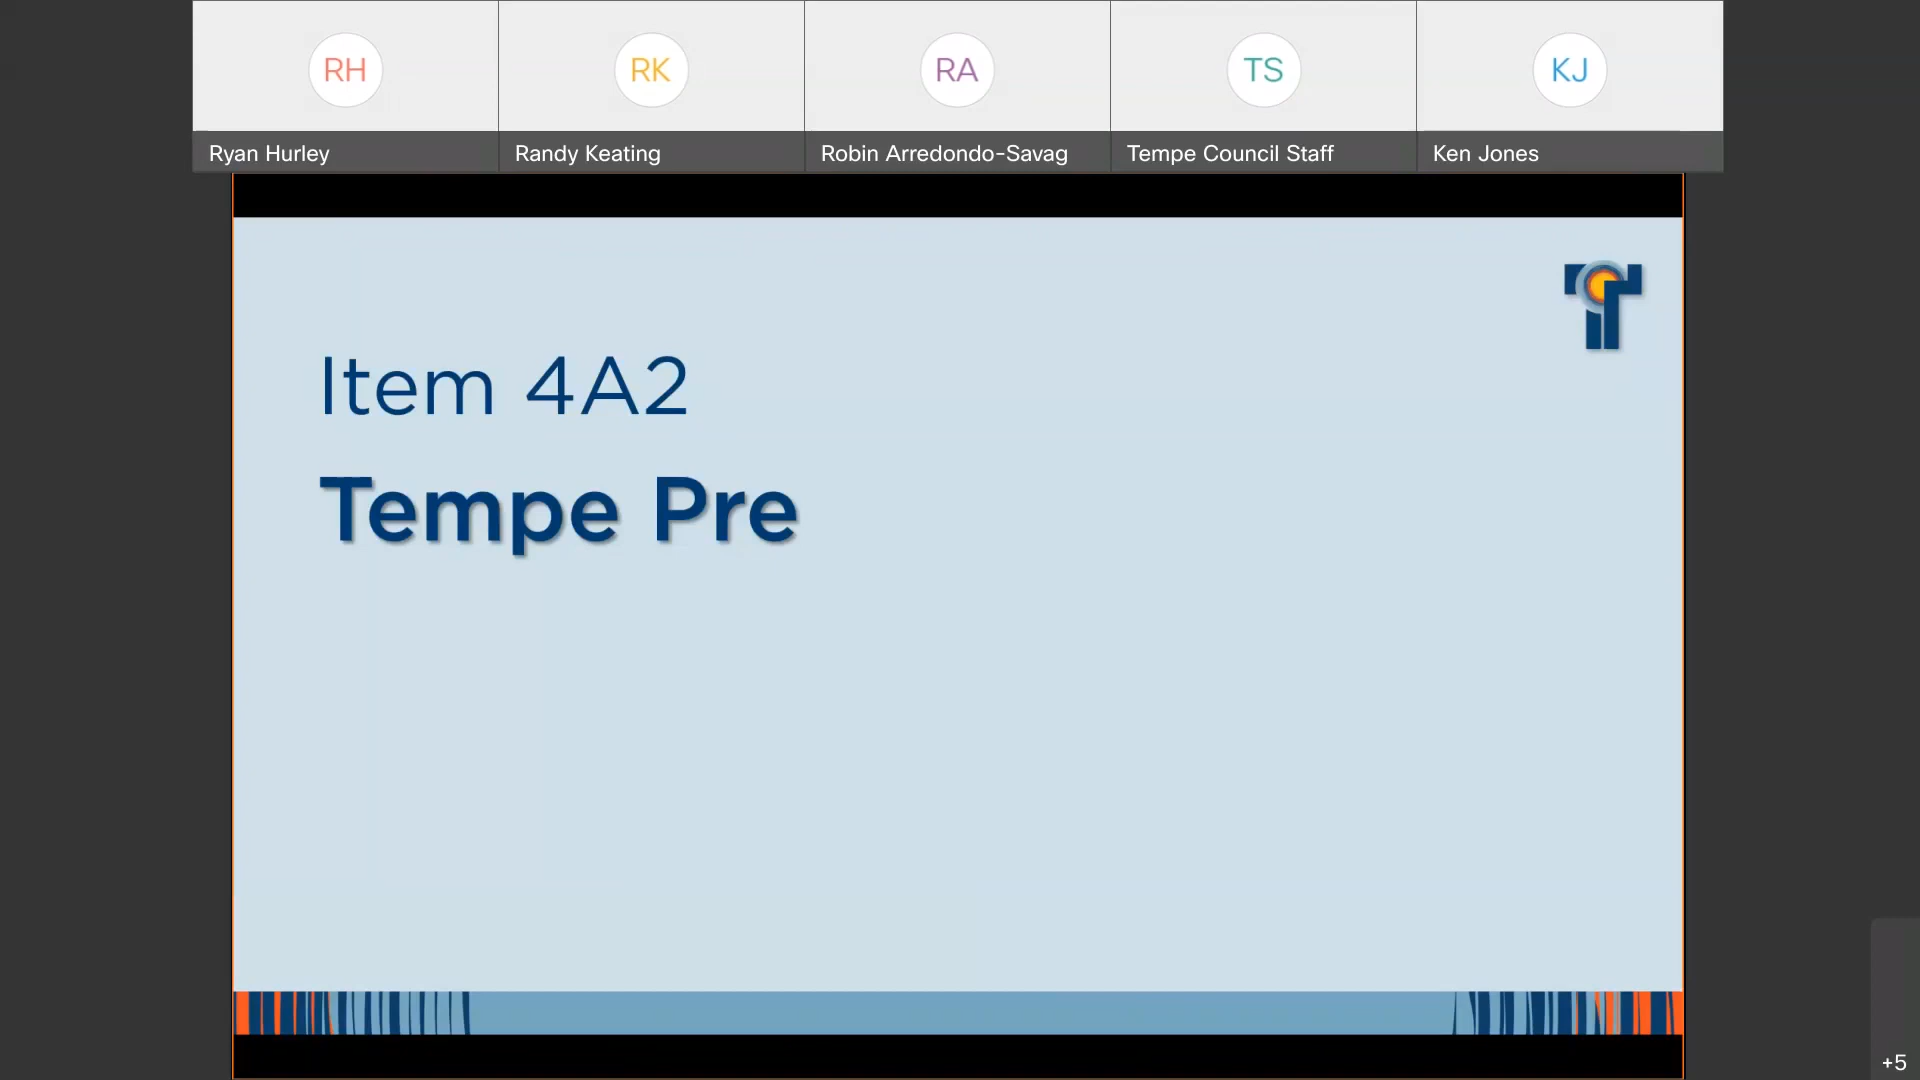 RH
RK
RA
TS
KJ
Ryan Hurley
Randy Keating
Robin Arredondo-Savag
Tempe Council Staff
Ken Jones
Item 4A2
Tempe Pre
+5